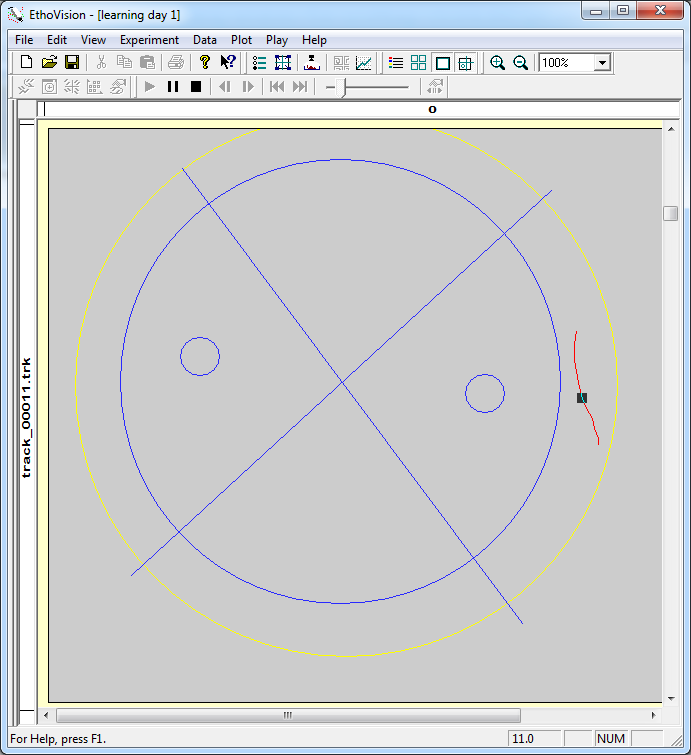 EthoVision - [learning day 1]
File Edit View Experiment Data Plot Play Help
100%
o
track_00011.trk
For Help, press F1.
11.0
NUM